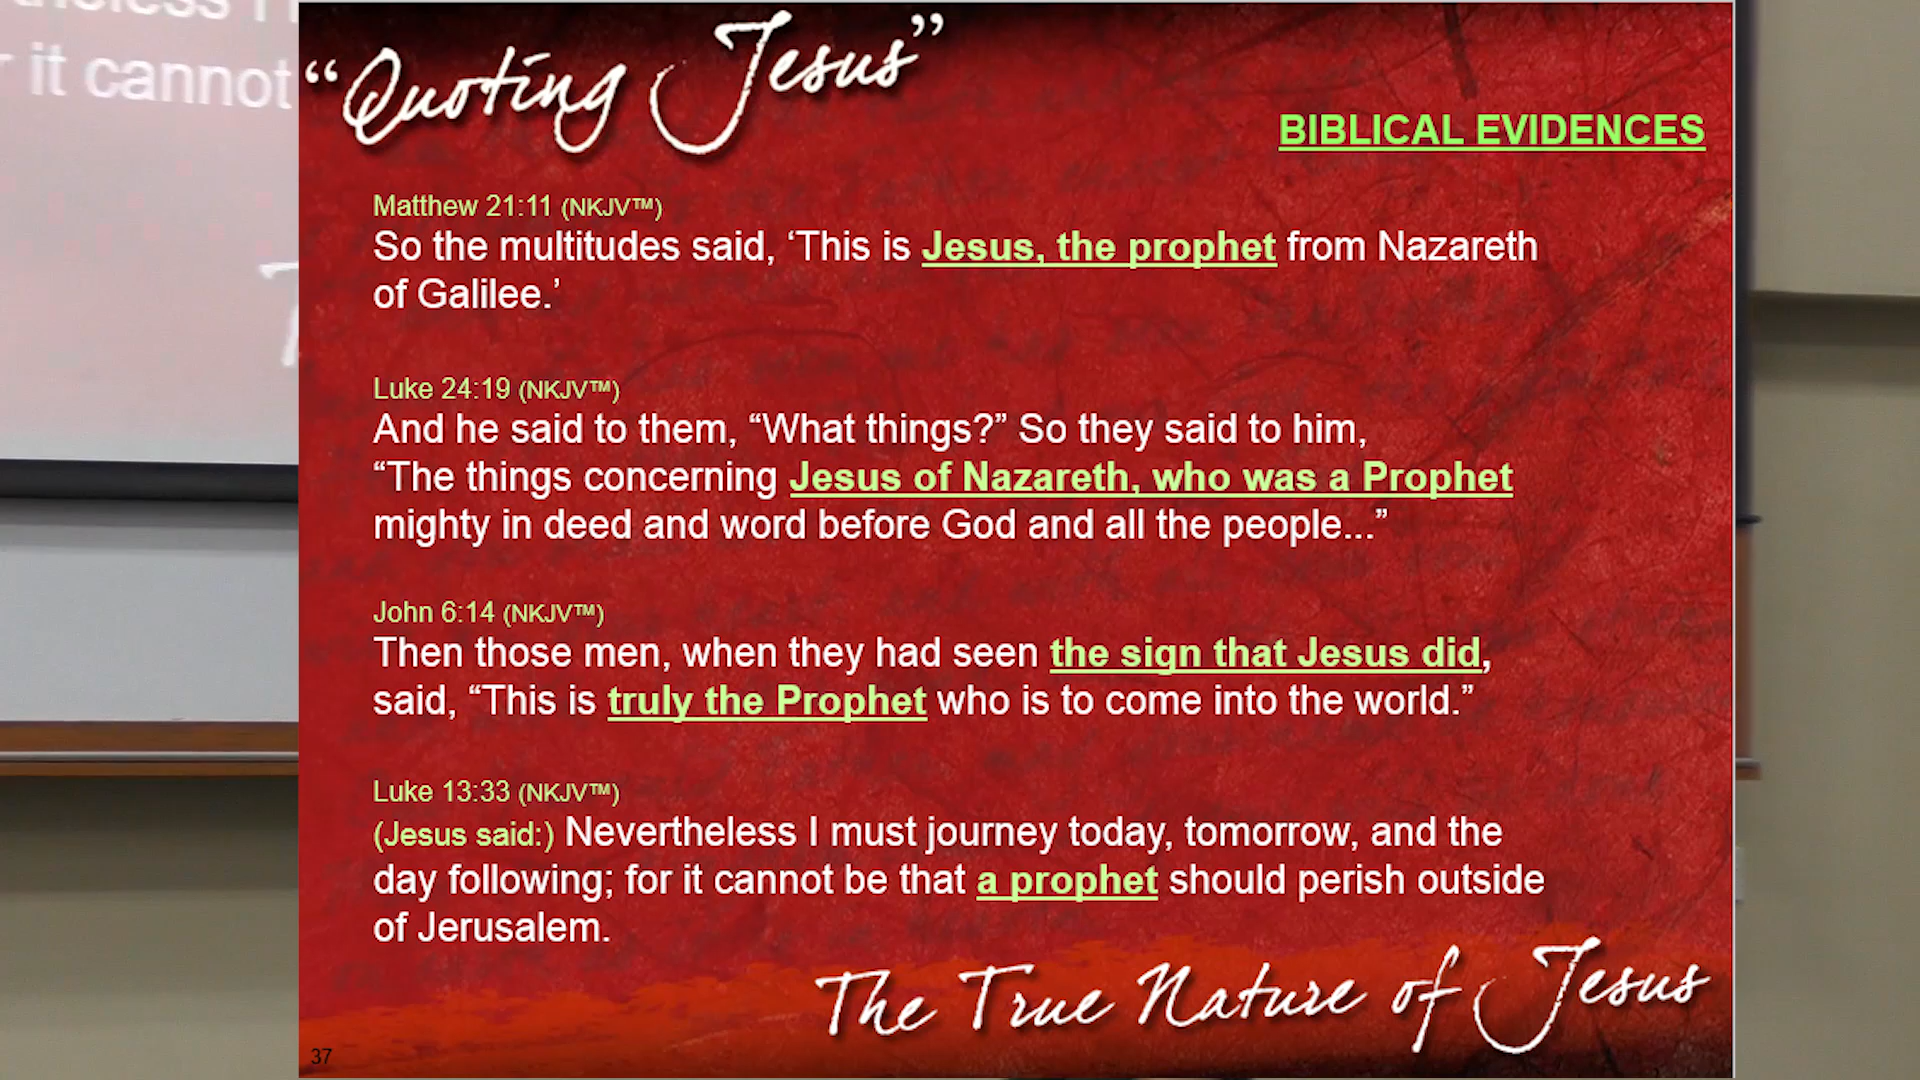 “Quoting Jesus”
BIBLICAL EVIDENCES
Matthew 21:11 (NKJV™)
So the multitudes said, ‘This is Jesus, the prophet from Nazareth
of Galilee.’
Luke 24:19 (NKJV™)
And he said to them, “What things?” So they said to him,
“The things concerning Jesus of Nazareth, who was a Prophet
mighty in deed and word before God and all the people...”
John 6:14 (NKJV™)
Then those men, when they had seen the sign that Jesus did,
said, “This is truly the Prophet who is to come into the world.”
Luke 13:33 (NKJV™)
(Jesus said:) Nevertheless I must journey today, tomorrow, and the
day following; for it cannot be that a prophet should perish outside
of Jerusalem.
The True Nature of Jesus
37
it cannot